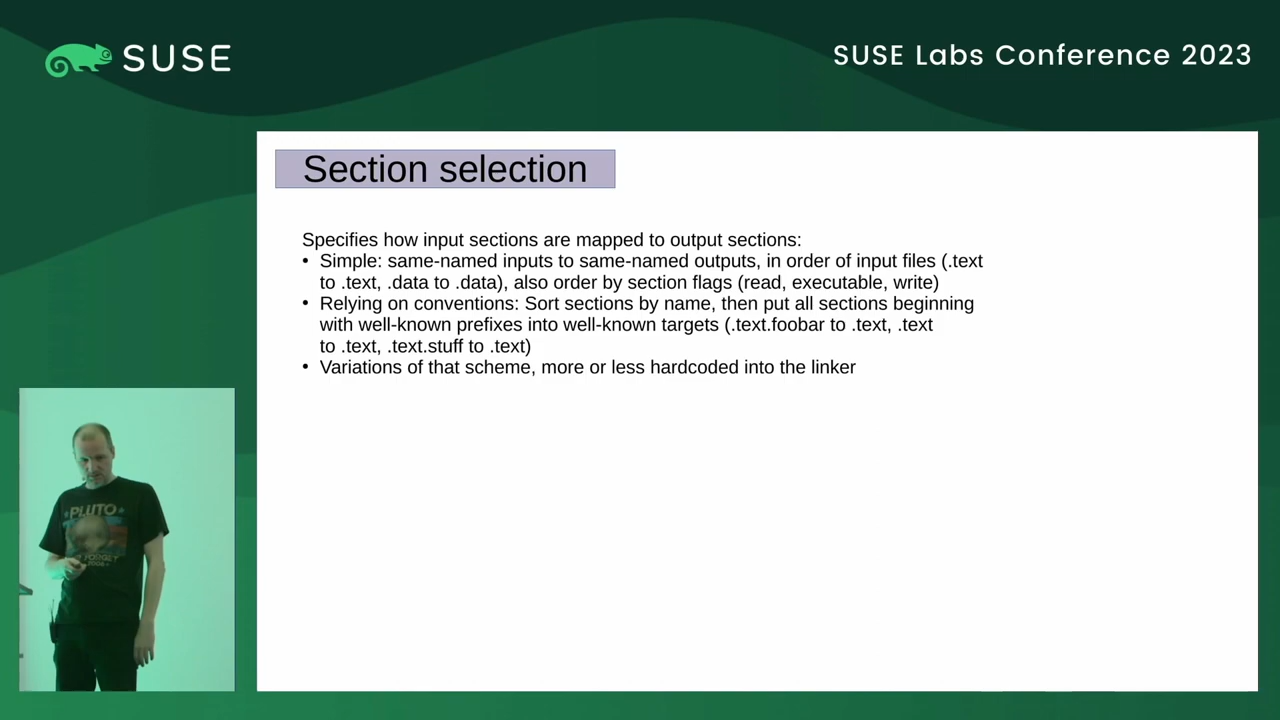 SUSE
SUSE Labs Conference 2023
Section selection
Specifies how input sections are mapped to output sections:
• Simple: same-named inputs to same-named outputs, in order of input files (.text
to .text, .data to .data), also order by section flags (read, executable, write)
• Relying on conventions: Sort sections by name, then put all sections beginning
with well-known prefixes into well-known targets (.text.foobar to .text, .text
to .text, .text.stuff to .text)
• Variations of that scheme, more or less hardcoded into the linker
PLUTO
FORGET